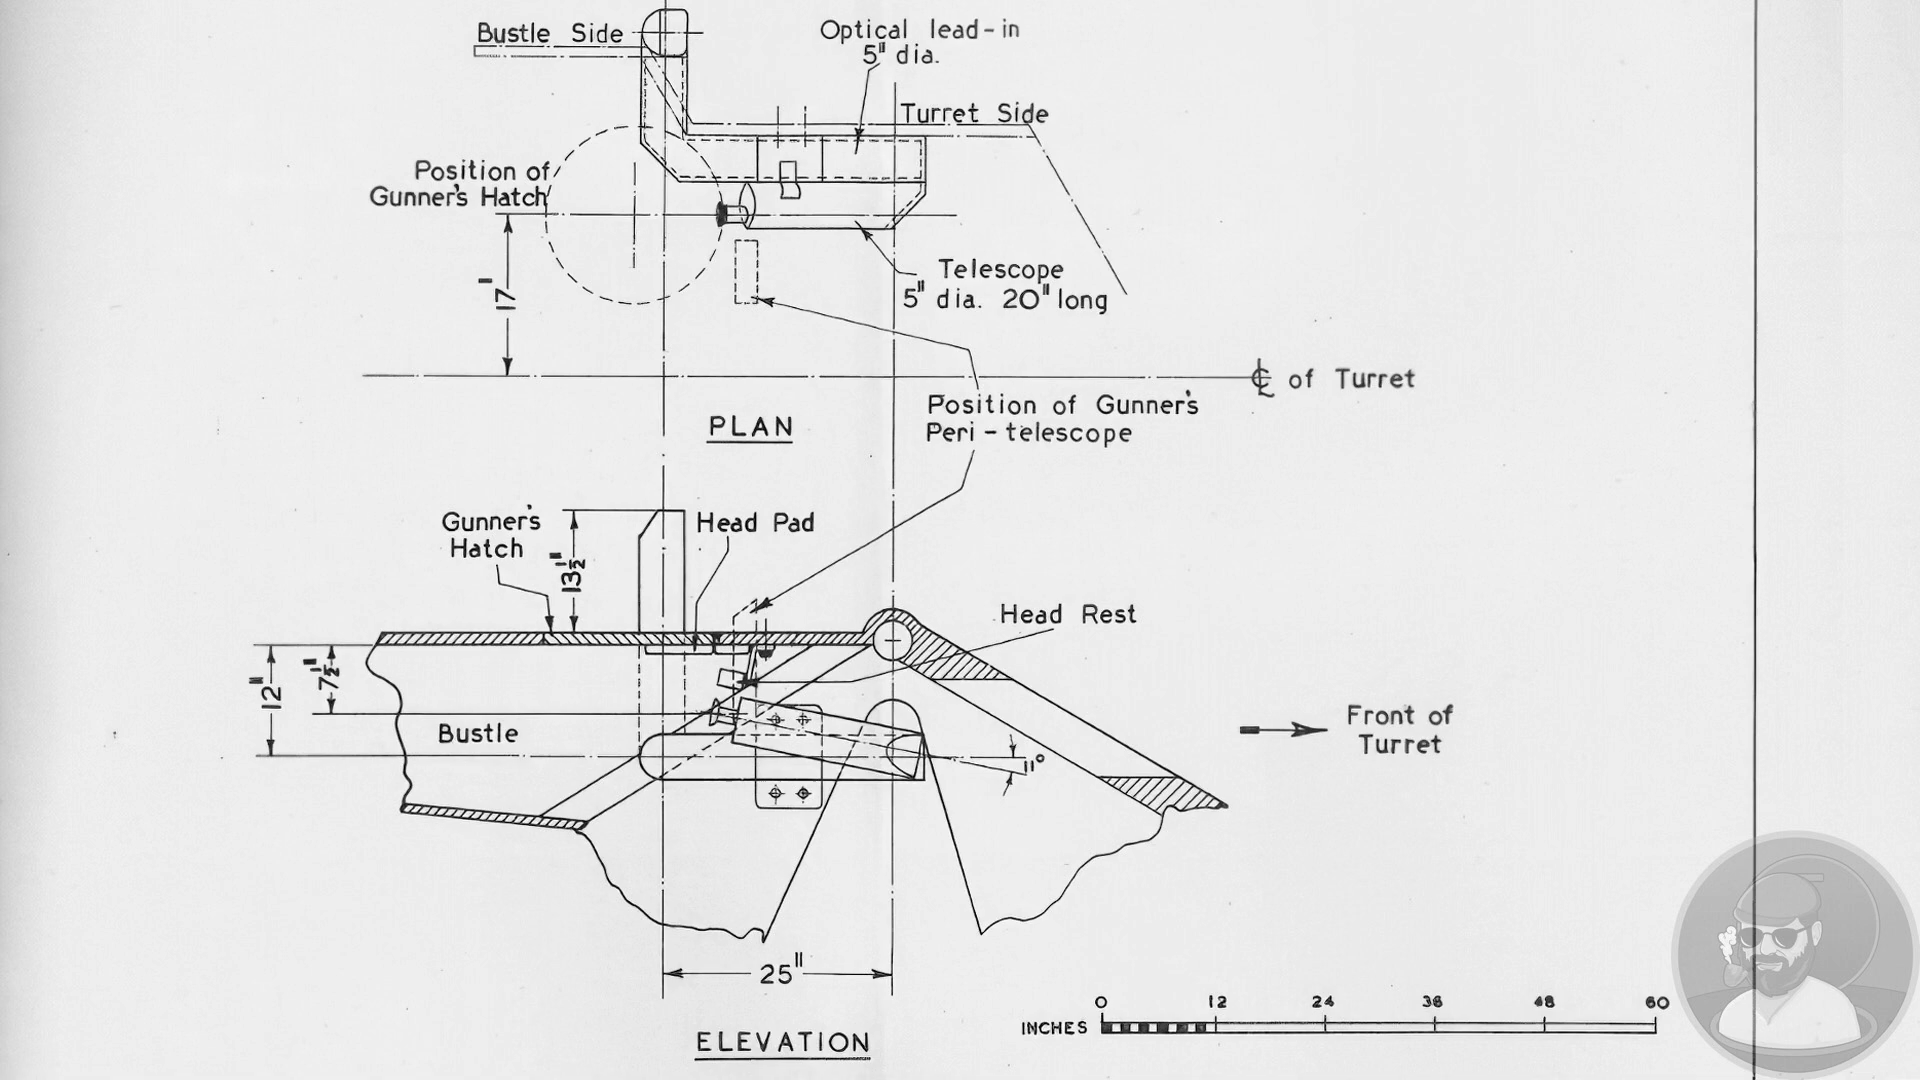 Bustle Side
Optical lead-in
5" dia.
Turret Side
Position of
Gunner's Hatch
17"
Telescope
5" dia. 20" long
℄ of Turret
Position of Gunner's
Peri-telescope
PLAN
Gunner's
Hatch
13½"
Head Pad
Head Rest
12"
7½"
Bustle
11°
Front of
Turret
25"
0 12 24 36 48 60
INCHES
ELEVATION